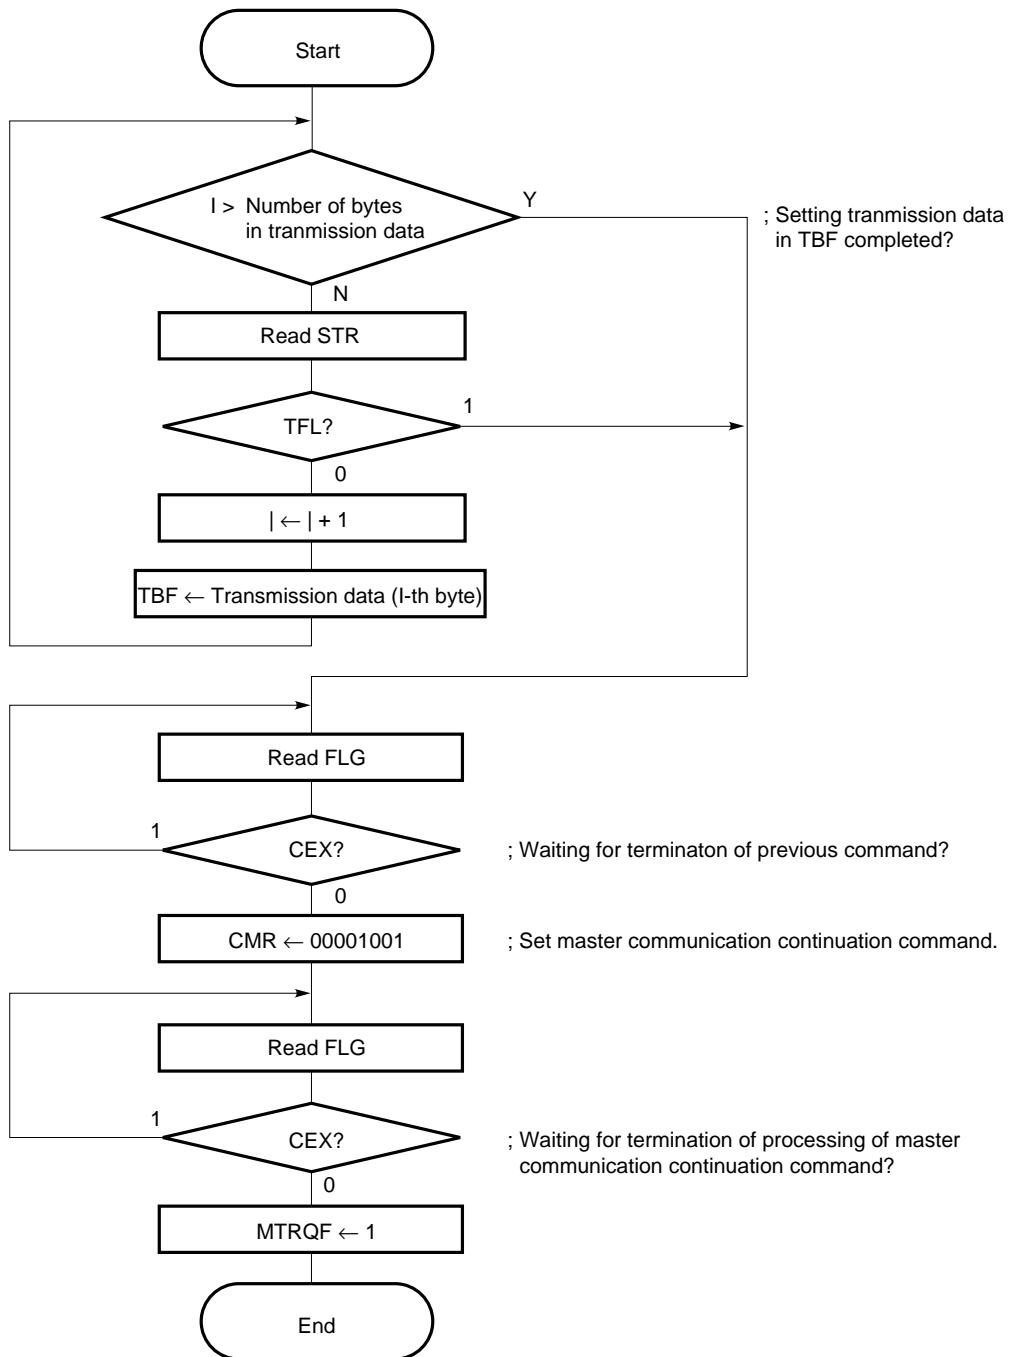 Start
I > Number of bytes
in tranmission data
Y
; Setting tranmission data
in TBF completed?
N
Read STR
TFL?
1
0
| ← | + 1
TBF ← Transmission data (I-th byte)
Read FLG
1
CEX?
; Waiting for terminaton of previous command?
0
CMR ← 00001001
; Set master communication continuation command.
Read FLG
1
CEX?
; Waiting for termination of processing of master
communication continuation command?
0
MTRQF ← 1
End